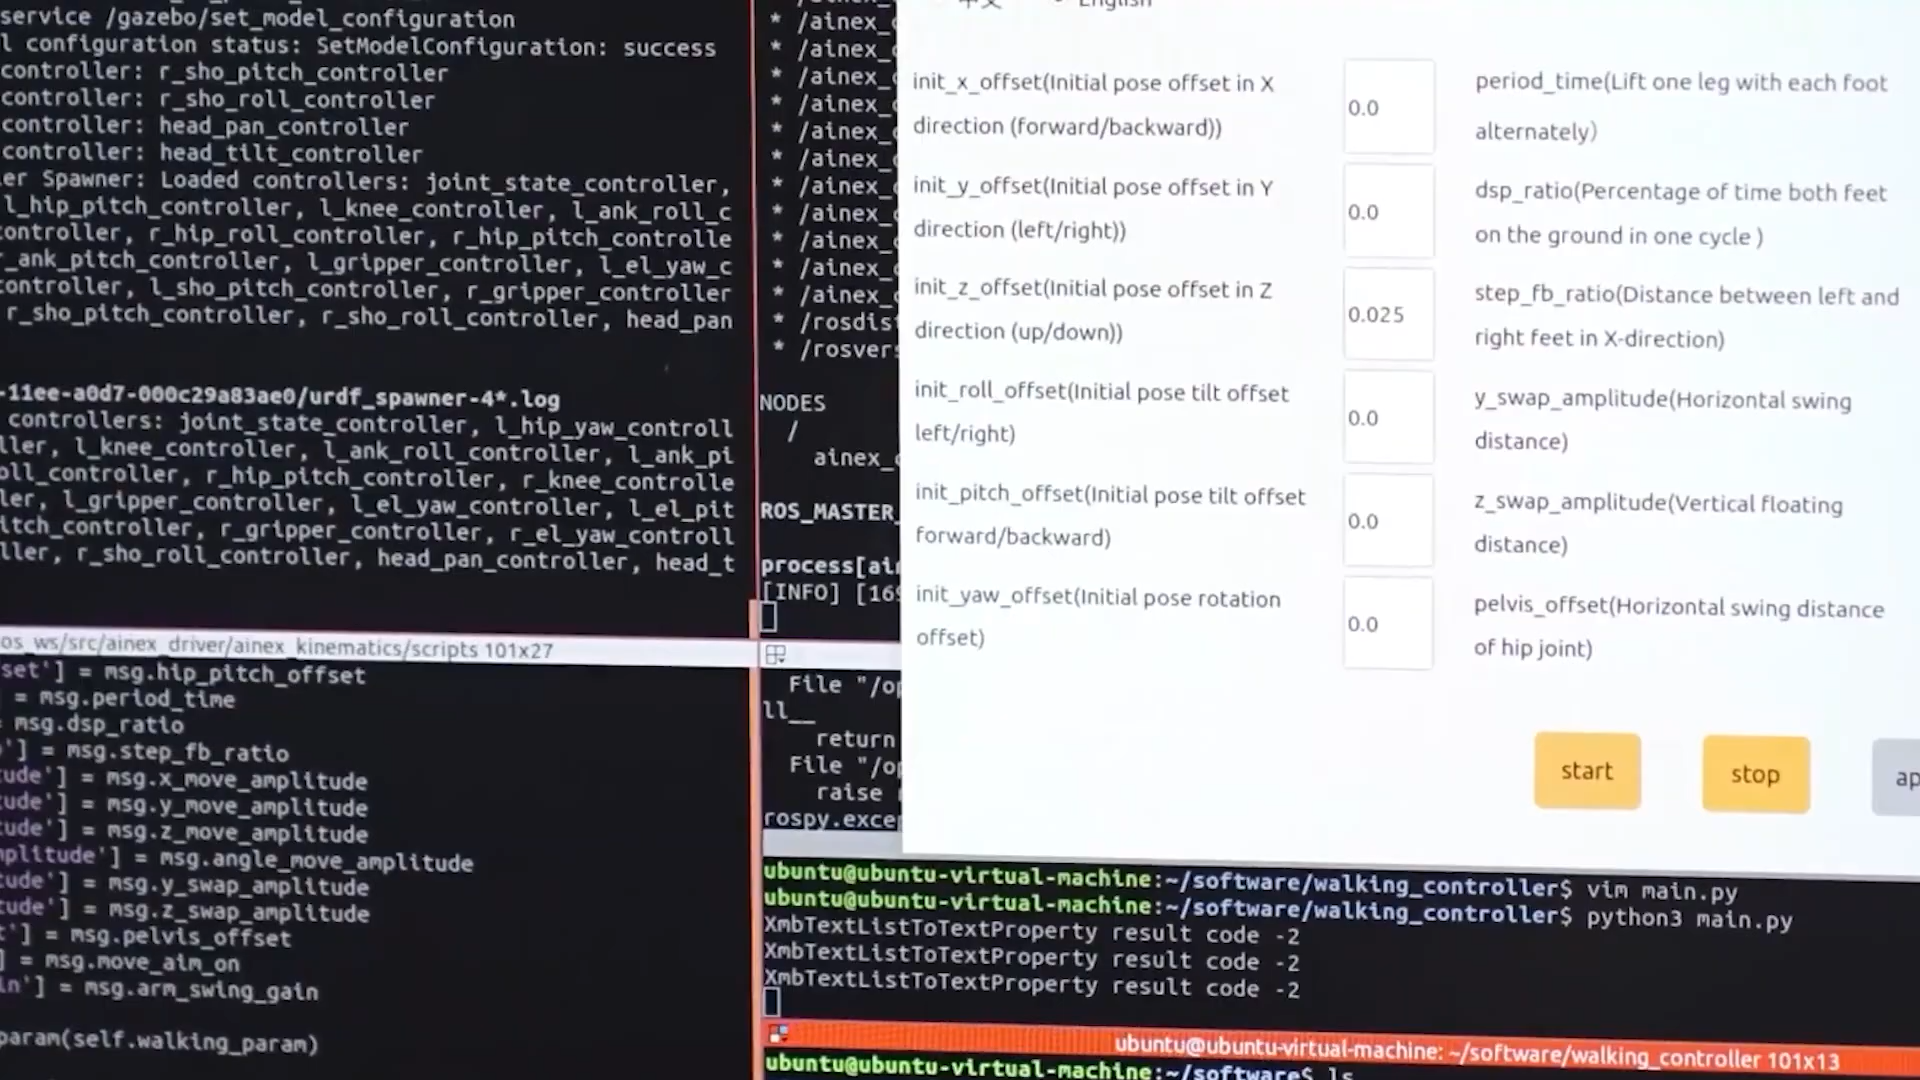 service /gazebo/set_model_configuration
l configuration status: SetModelConfiguration: success
controller: r_sho_pitch_controller
controller: r_sho_roll_controller
controller: head_pan_controller
controller: head_tilt_controller
er Spawner: Loaded controllers: joint_state_controller,
l_hip_pitch_controller, l_knee_controller, l_ank_roll_c
ontroller, r_hip_roll_controller, r_hip_pitch_controlle
r_ank_pitch_controller, l_gripper_controller, l_el_yaw_c
ontroller, l_sho_pitch_controller, r_gripper_controller
r_sho_pitch_controller, r_sho_roll_controller, head_pan
-11ee-a0d7-000c29a83ae0/urdf_spawner-4*.log
controllers: joint_state_controller, l_hip_yaw_controll
ller, l_knee_controller, l_ank_roll_controller, l_ank_pi
oll_controller, r_hip_pitch_controller, r_knee_controlle
ler, l_gripper_controller, l_el_yaw_controller, l_el_pit
itch_controller, r_gripper_controller, r_el_yaw_controll
ller, r_sho_roll_controller, head_pan_controller, head_t
* /ainex_
* /ainex_
* /ainex_
* /ainex_
* /ainex_
* /ainex_
* /ainex_
* /ainex_
* /ainex_
* /ainex_
* /ainex_
* /rosdis
* /rosver
NODES
/
ainex_
ROS_MASTER_
process[ai
[INFO] [16
os_ws/src/ainex_driver/ainex_kinematics/scripts 101x27
set'] = msg.hip_pitch_offset
= msg.period_time
= msg.dsp_ratio
'] = msg.step_fb_ratio
tude'] = msg.x_move_amplitude
tude'] = msg.y_move_amplitude
tude'] = msg.z_move_amplitude
mplitude'] = msg.angle_move_amplitude
tude'] = msg.y_swap_amplitude
tude'] = msg.z_swap_amplitude
t'] = msg.pelvis_offset
] = msg.move_aim_on
in'] = msg.arm_swing_gain
param(self.walking_param)
File "/o
ll__
return
File "/o
raise
rospy.exce
English
init_x_offset(Initial pose offset in X
direction (forward/backward))
0.0
init_y_offset(Initial pose offset in Y
direction (left/right))
0.0
init_z_offset(Initial pose offset in Z
direction (up/down))
0.025
init_roll_offset(Initial pose tilt offset
left/right)
0.0
init_pitch_offset(Initial pose tilt offset
forward/backward)
0.0
init_yaw_offset(Initial pose rotation
offset)
0.0
period_time(Lift one leg with each foot
alternately)
dsp_ratio(Percentage of time both feet
on the ground in one cycle )
step_fb_ratio(Distance between left and
right feet in X-direction)
y_swap_amplitude(Horizontal swing
distance)
z_swap_amplitude(Vertical floating
distance)
pelvis_offset(Horizontal swing distance
of hip joint)
start
stop
ap
ubuntu@ubuntu-virtual-machine:~/software/walking_controller$ vim main.py
ubuntu@ubuntu-virtual-machine:~/software/walking_controller$ python3 main.py
XmbTextListToTextProperty result code -2
XmbTextListToTextProperty result code -2
XmbTextListToTextProperty result code -2
ubuntu@ubuntu-virtual-machine: ~/software/walking_controller 101x13
ubuntu@ubuntu-virtual-machine:~/software$ ls